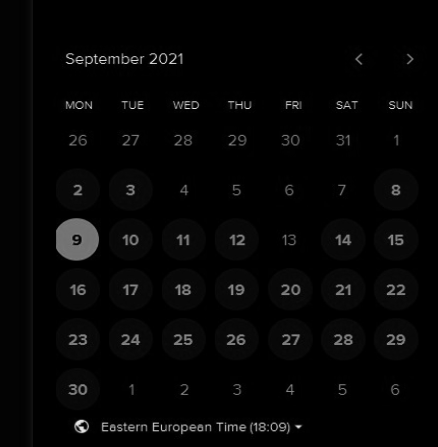 September 2021
MON TUE WED THU FRI SAT SUN
26 27 28 29 30 31 1
2 3 4 5 6 7 8
9 10 11 12 13 14 15
16 17 18 19 20 21 22
23 24 25 26 27 28 29
30 1 2 3 4 5 6
Eastern European Time (18:09)